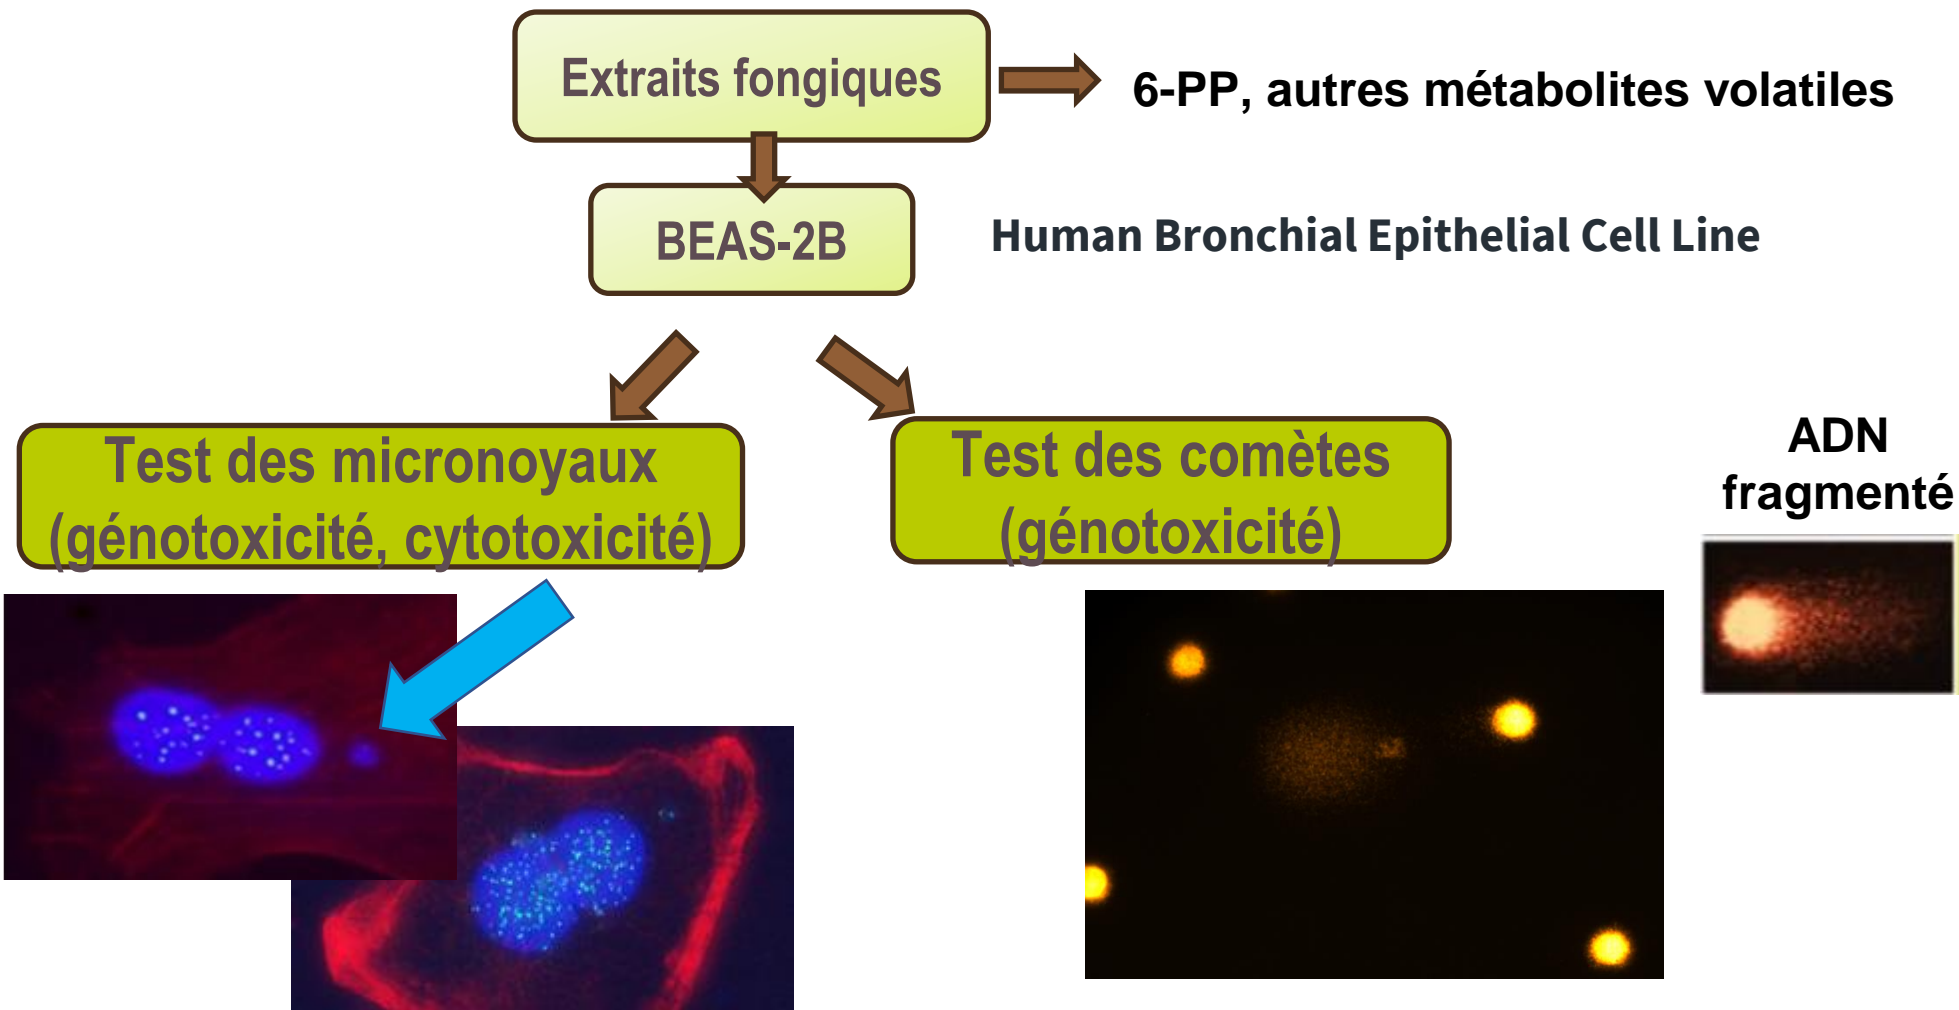 Extraits fongiques
6-PP, autres métabolites volatiles
BEAS-2B
Human Bronchial Epithelial Cell Line
Test des micronoyaux
(génotoxicité, cytotoxicité)
Test des comètes
(génotoxicité)
ADN
fragmenté